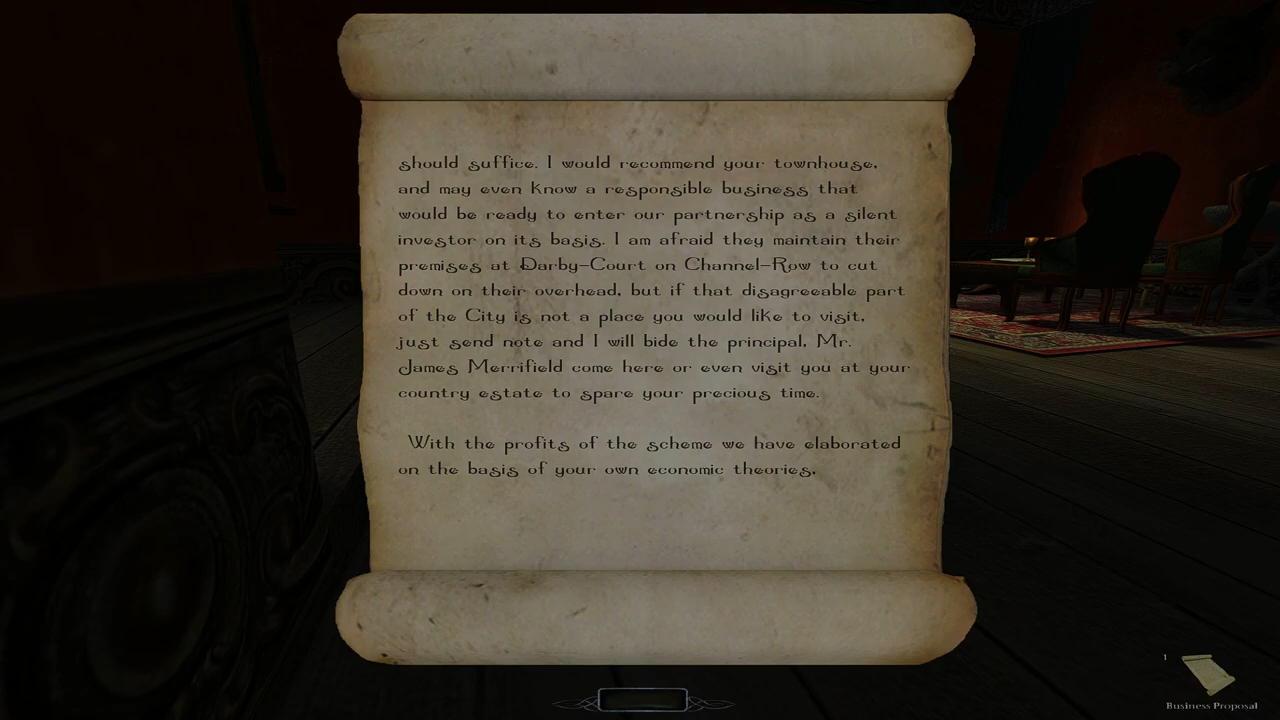 should suffice. I would recommend your townhouse,
and may even know a responsible business that
would be ready to enter our partnership as a silent
investor on its basis. I am afraid they maintain their
premises at Darby-Court on Channel-Row to cut
down on their overhead, but if that disagreeable part
of the City is not a place you would like to visit,
just send note and I will bide the principal, Mr.
James Merrifield come here or even visit you at your
country estate to spare your precious time.
With the profits of the scheme we have elaborated
on the basis of your own economic theories,
1
Business Proposal